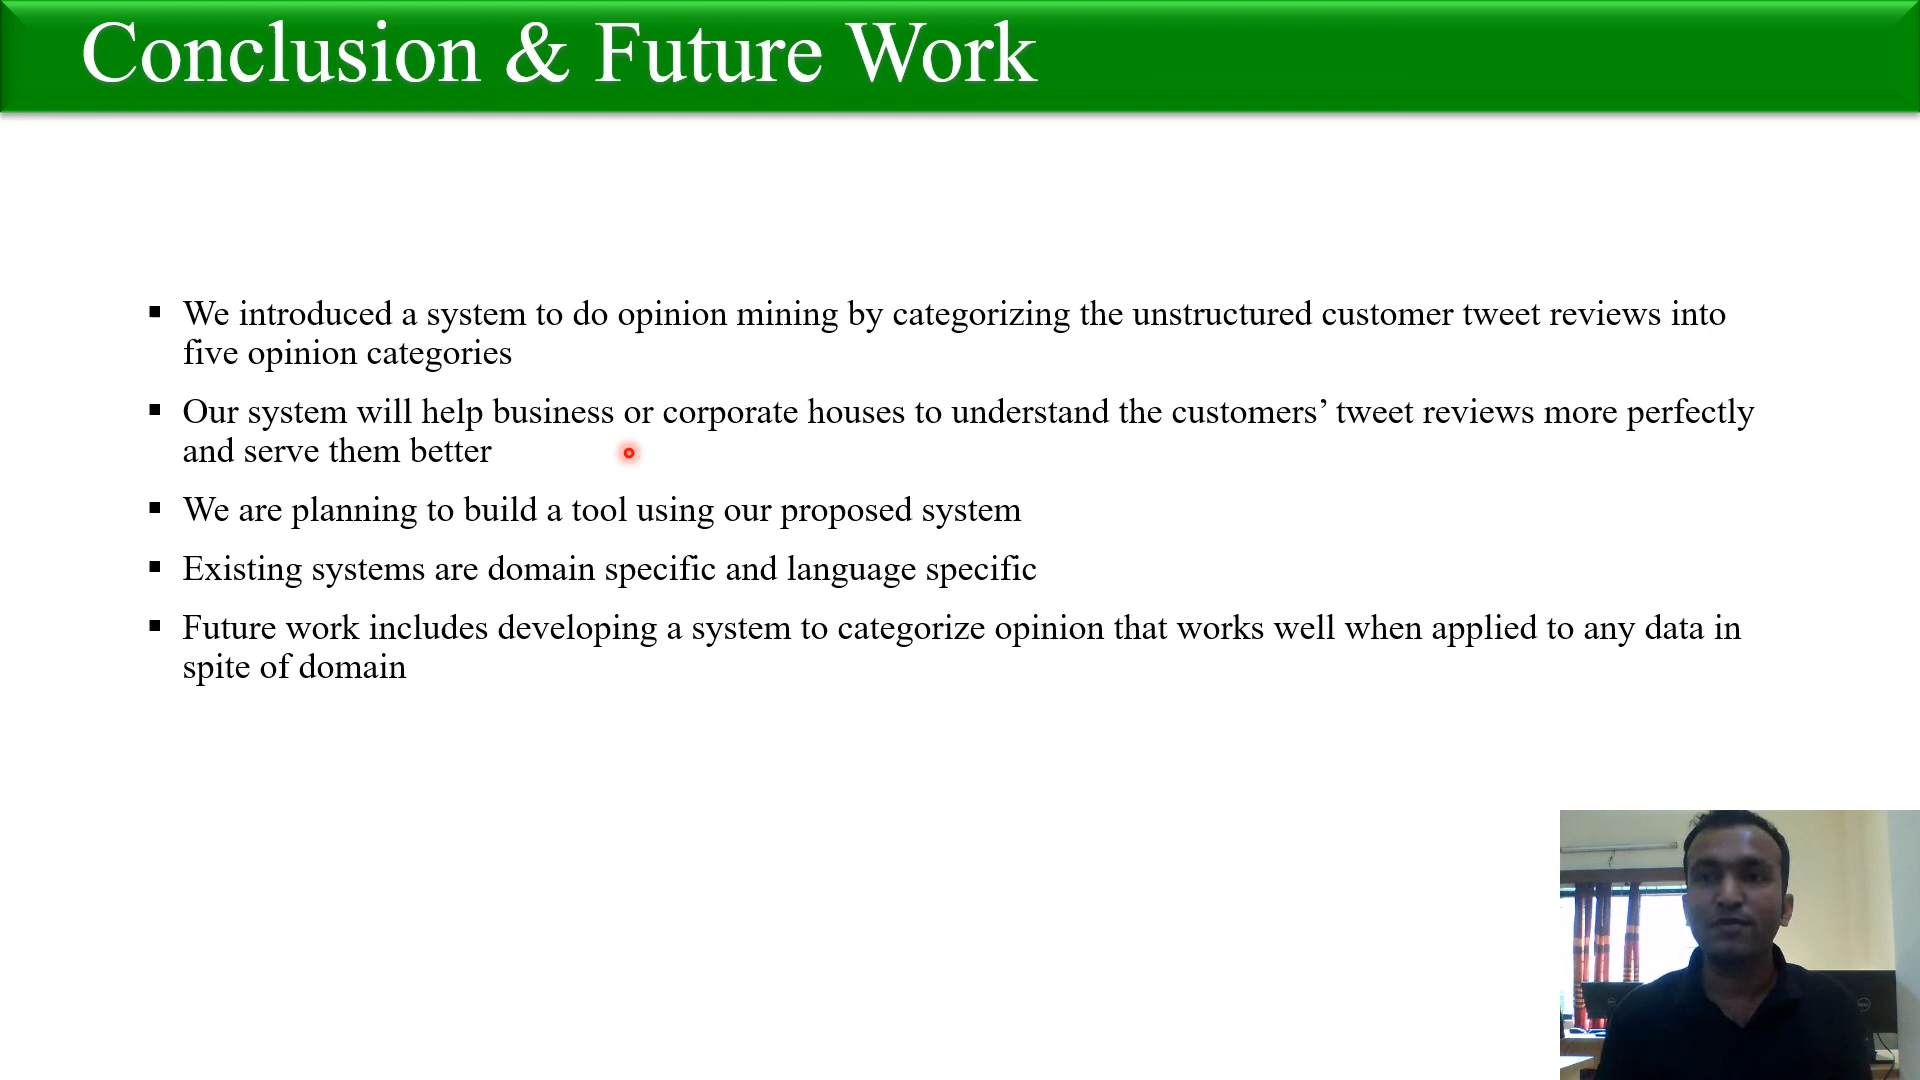 Conclusion & Future Work
▪ We introduced a system to do opinion mining by categorizing the unstructured customer tweet reviews into
five opinion categories
▪ Our system will help business or corporate houses to understand the customers’ tweet reviews more perfectly
and serve them better
▪ We are planning to build a tool using our proposed system
▪ Existing systems are domain specific and language specific
▪ Future work includes developing a system to categorize opinion that works well when applied to any data in
spite of domain